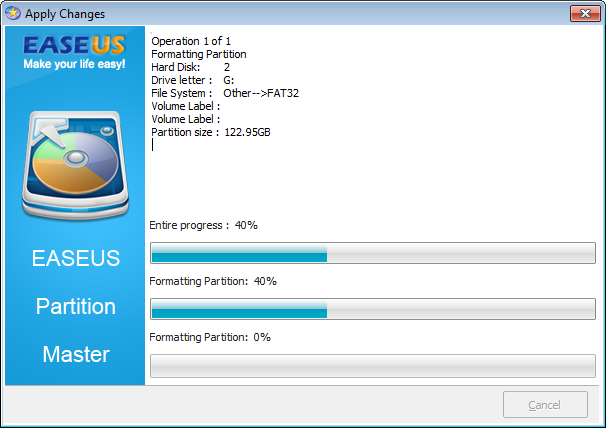 Apply Changes
EASEUS
Make your life easy!
EASEUS
Partition
Master
Operation 1 of 1
Formatting Partition
Hard Disk: 2
Drive letter : G:
File System : Other-->FAT32
Volume Label :
Volume Label :
Partition size : 122.95GB
Entire progress : 40%
Formatting Partition: 40%
Formatting Partition: 0%
Cancel